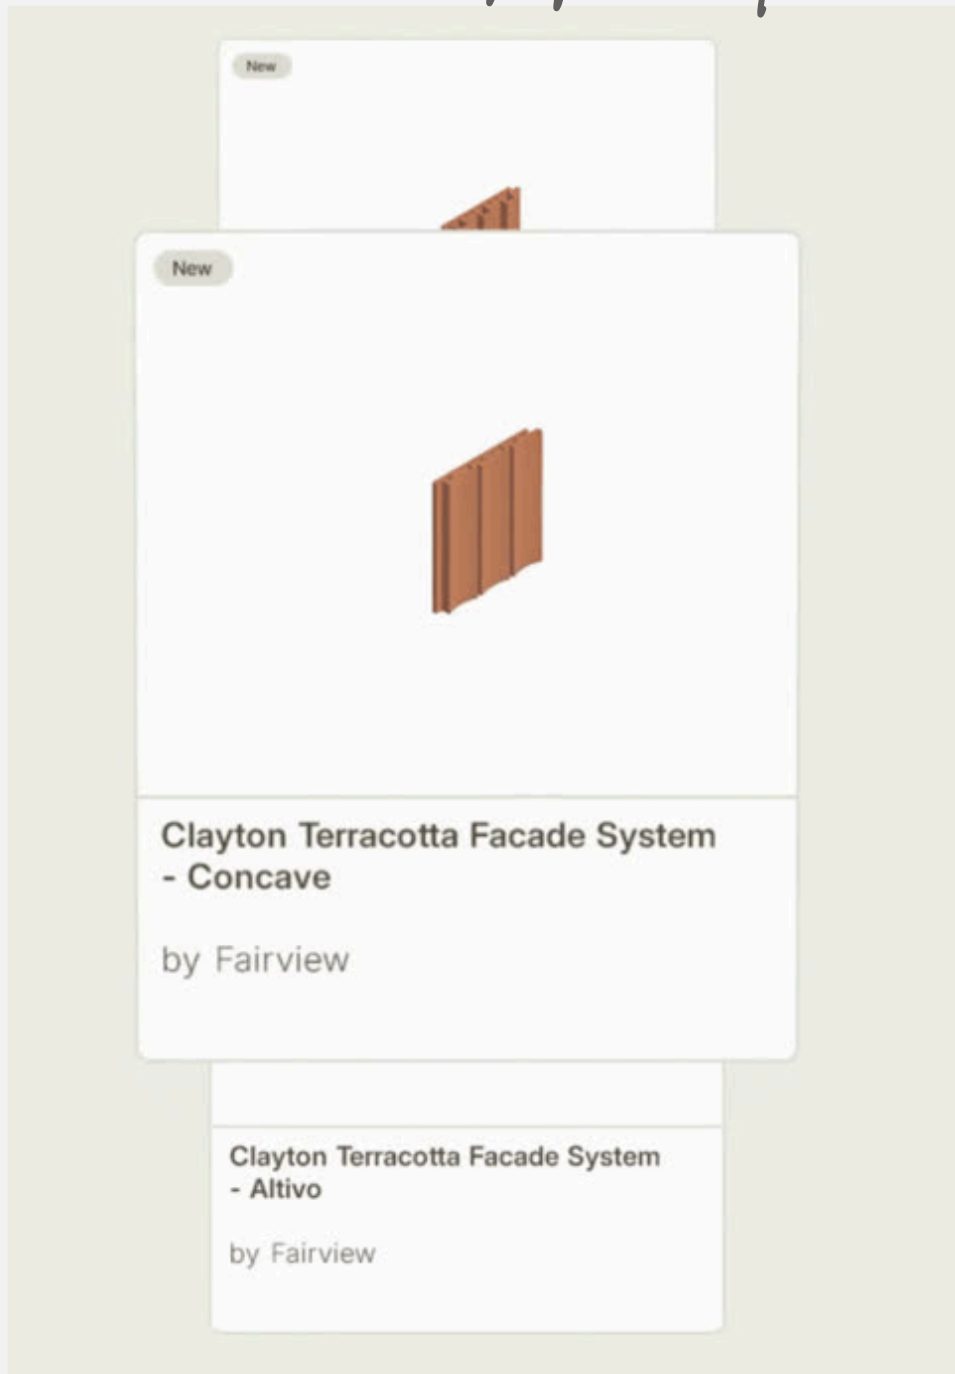 New
New
Clayton Terracotta Facade System
- Concave
by Fairview
Clayton Terracotta Facade System
- Altivo
by Fairview